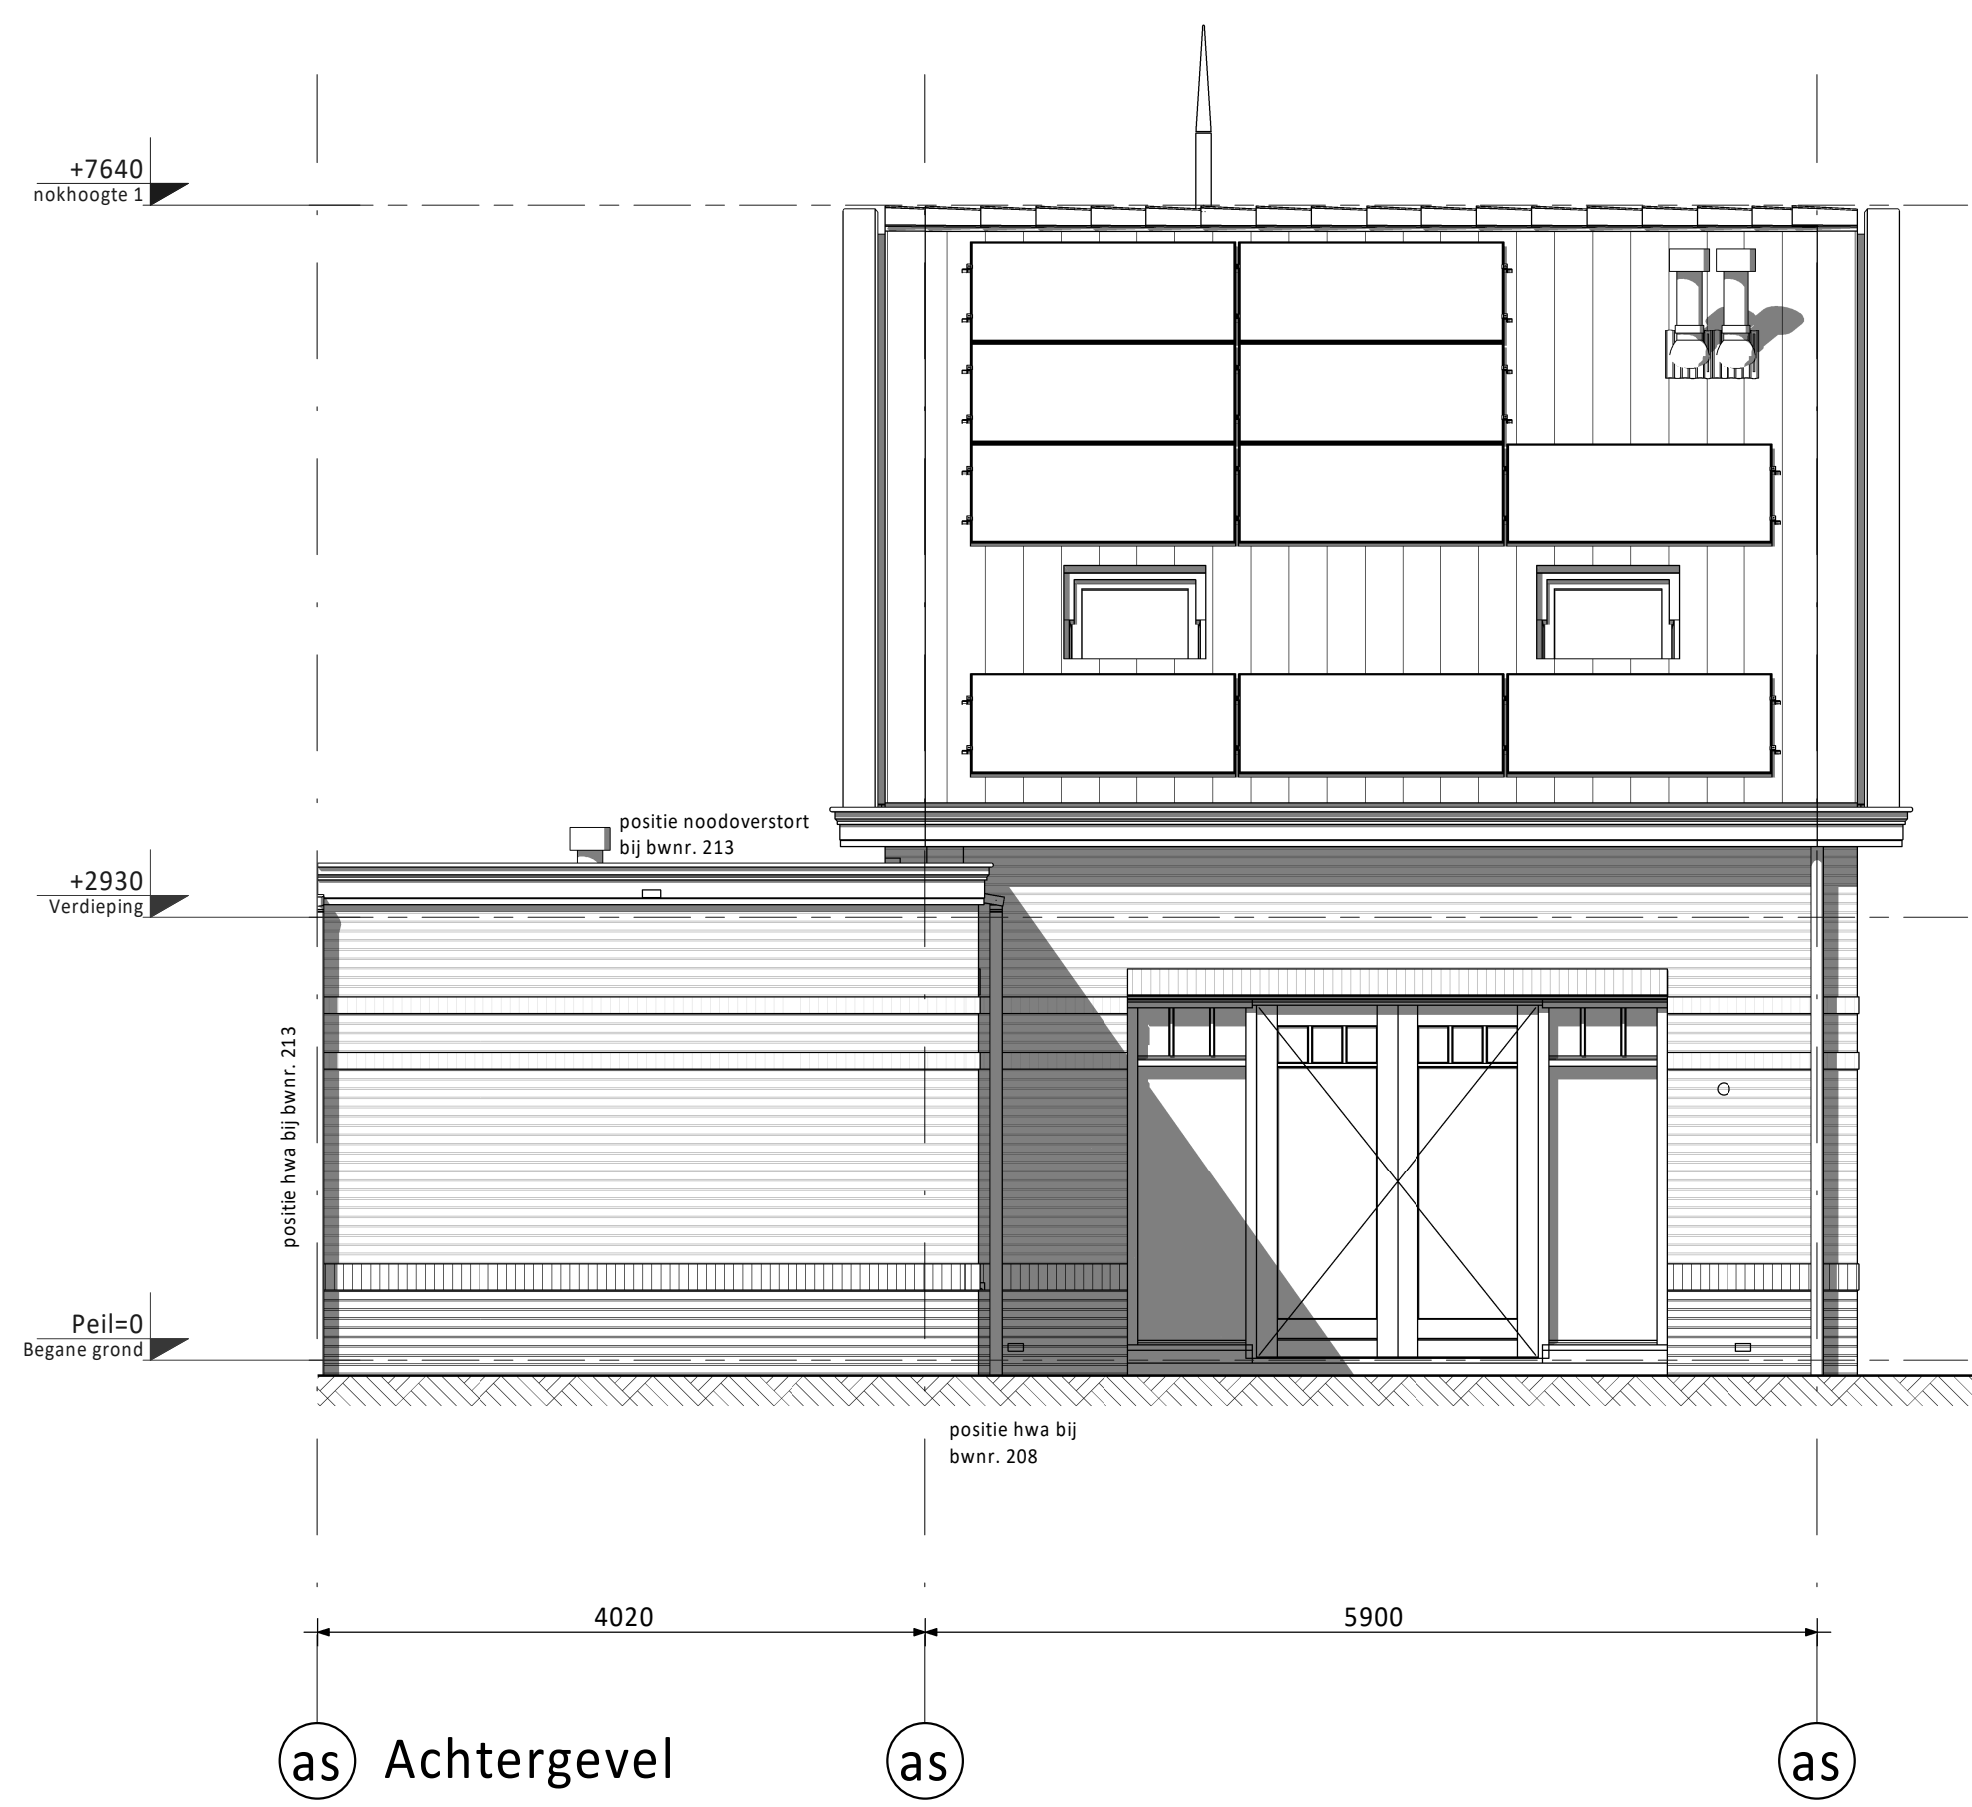 +7640
nokhoogte 1
positie noodoverstort
bij bwnr. 213
+2930
Verdieping
positie hwa bij bwnr. 213
Peil=0
Begane grond
positie hwa bij
bwnr. 208
4020
5900
as
Achtergevel
as
as